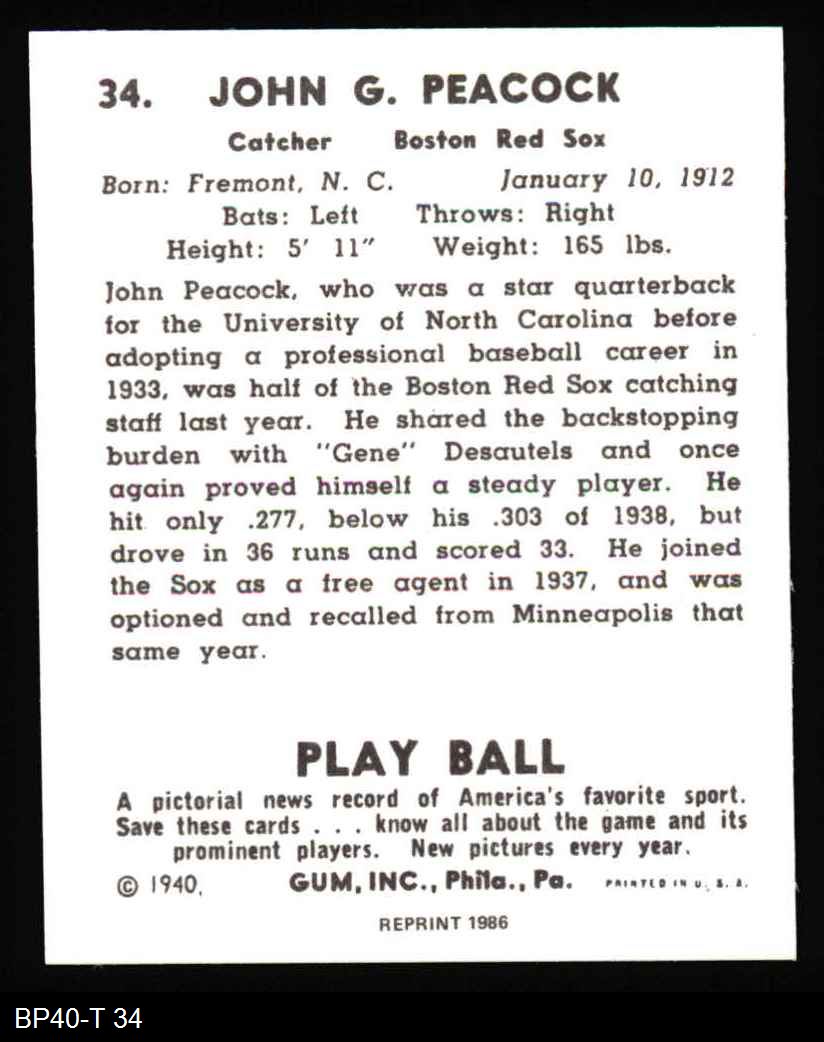 34. JOHN G. PEACOCK
Catcher Boston Red Sox
Born: Fremont, N. C. January 10, 1912
Bats: Left Throws: Right
Height: 5' 11" Weight: 165 lbs.
John Peacock, who was a star quarterback
for the University of North Carolina before
adopting a professional baseball career in
1933, was half of the Boston Red Sox catching
staff last year. He shared the backstopping
burden with "Gene" Desautels and once
again proved himself a steady player. He
hit only .277, below his .303 of 1938, but
drove in 36 runs and scored 33. He joined
the Sox as a free agent in 1937, and was
optioned and recalled from Minneapolis that
same year.
PLAY BALL
A pictorial news record of America's favorite sport.
Save these cards . . . know all about the game and its
prominent players. New pictures every year.
© 1940, GUM, INC., Phila., Pa. PRINTED IN U. S. A.
REPRINT 1986
BP40-T 34